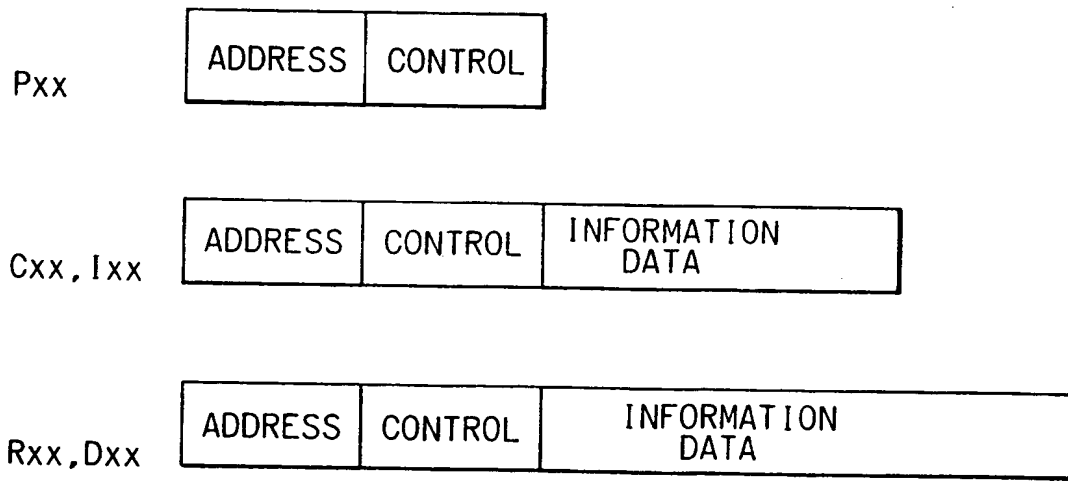 Pxx ADDRESS CONTROL
Cxx, Ixx ADDRESS CONTROL INFORMATION
DATA
Rxx, Dxx ADDRESS CONTROL INFORMATION
DATA